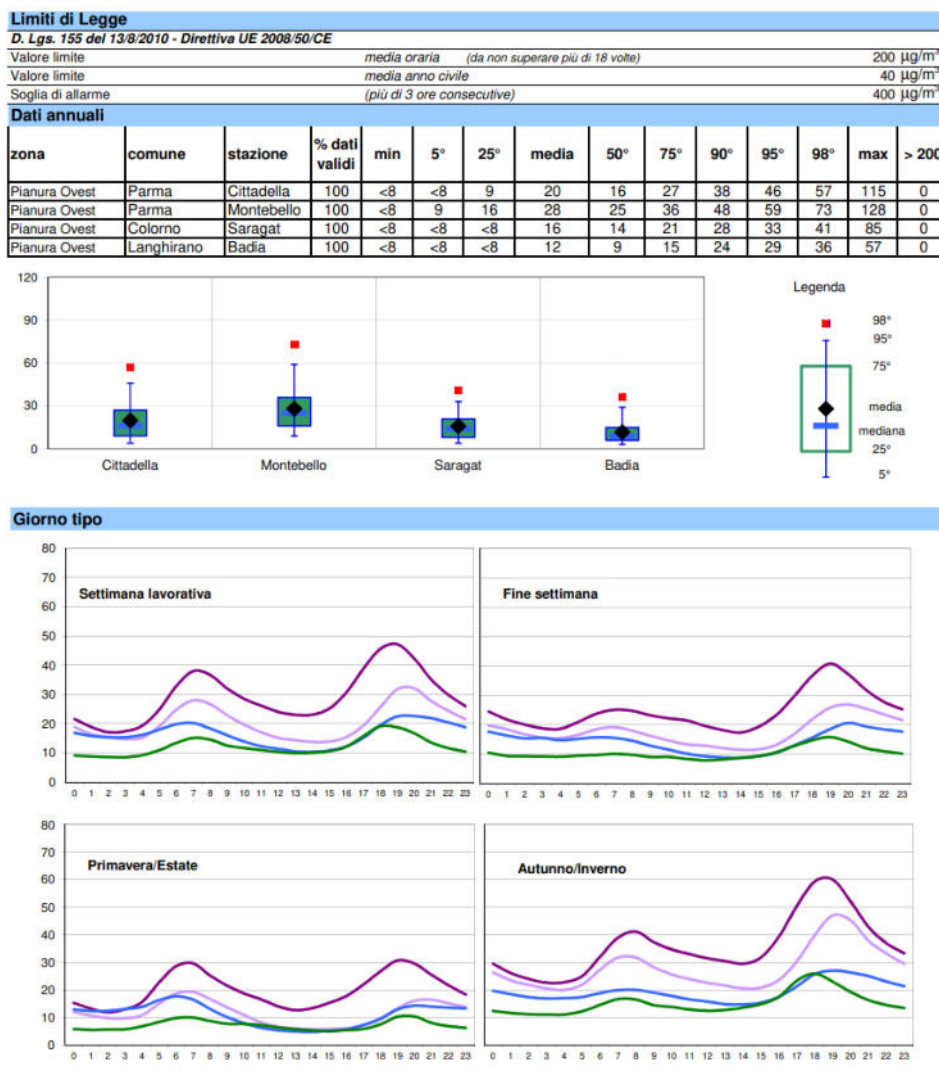 Limiti di Legge
D. Lgs. 155 del 13/8/2010 - Direttiva UE 2008/50/CE
Valore limite media oraria (da non superare più di 18 volte) 200 µg/m³
Valore limite media anno civile 40 µg/m³
Soglia di allarme (più di 3 ore consecutive) 400 µg/m³
Dati annuali
zona comune stazione % dati validi min 5° 25° media 50° 75° 90° 95° 98° max > 200
Pianura Ovest Parma Cittadella 100 <8 <8 9 20 16 27 38 46 57 115 0
Pianura Ovest Parma Montebello 100 <8 9 16 28 25 36 48 59 73 128 0
Pianura Ovest Colorno Saragat 100 <8 <8 <8 16 14 21 28 33 41 85 0
Pianura Ovest Langhirano Badia 100 <8 <8 <8 12 9 15 24 29 36 57 0
120
90
60
30
0
Cittadella Montebello Saragat Badia
Legenda
98°
95°
75°
media
mediana
25°
5°
Giorno tipo
80
70
60
50
40
30
20
10
0
Settimana lavorativa
0 1 2 3 4 5 6 7 8 9 10 11 12 13 14 15 16 17 18 19 20 21 22 23
Fine settimana
0 1 2 3 4 5 6 7 8 9 10 11 12 13 14 15 16 17 18 19 20 21 22 23
80
70
60
50
40
30
20
10
0
Primavera/Estate
0 1 2 3 4 5 6 7 8 9 10 11 12 13 14 15 16 17 18 19 20 21 22 23
Autunno/Inverno
0 1 2 3 4 5 6 7 8 9 10 11 12 13 14 15 16 17 18 19 20 21 22 23